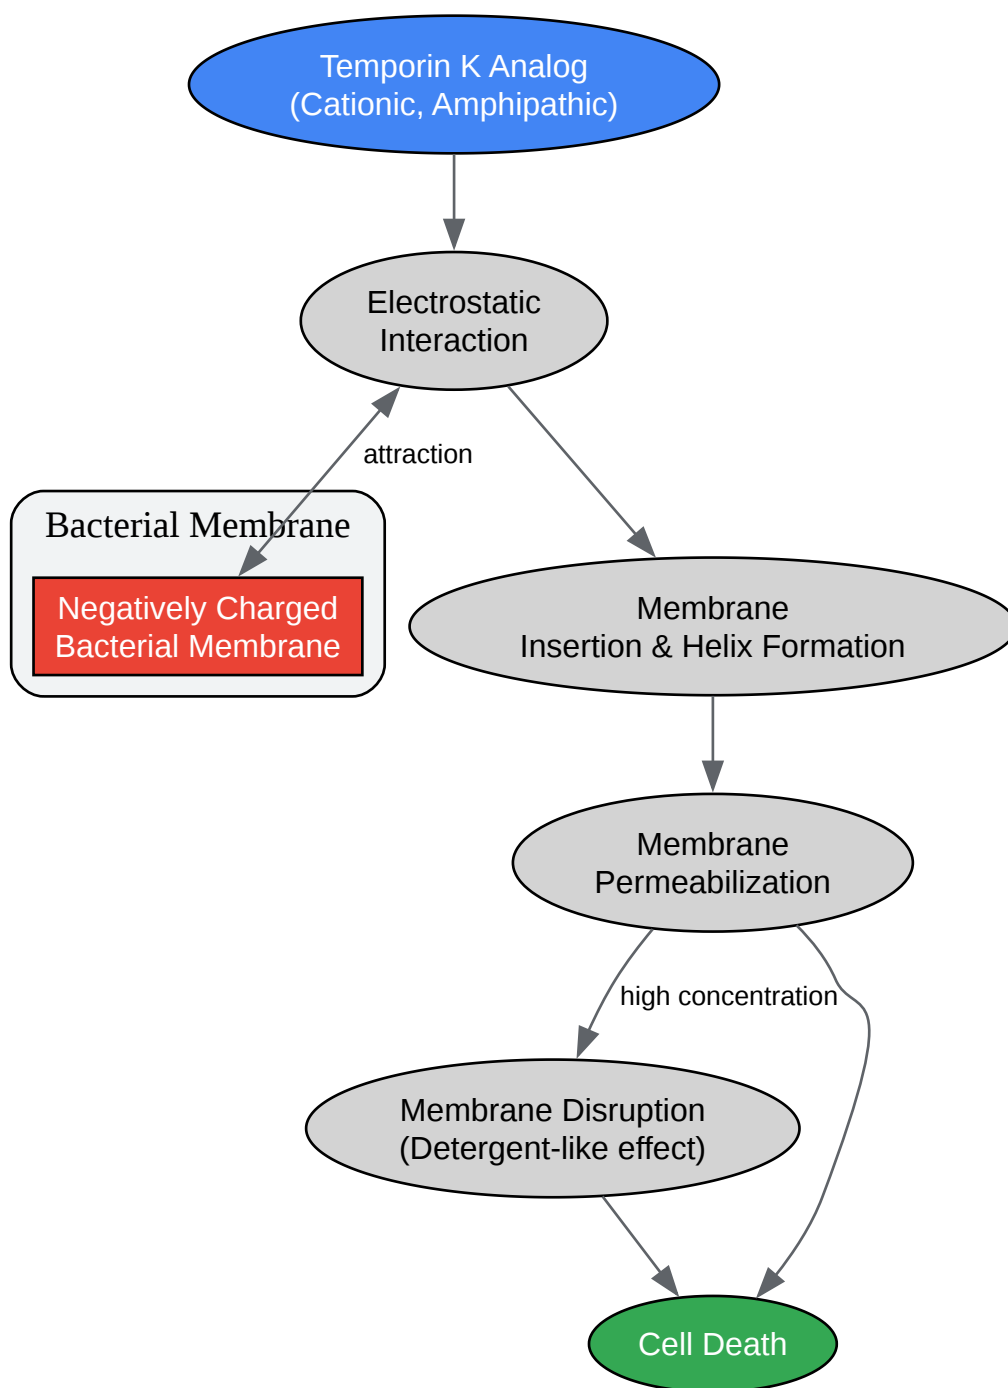 Temporin K Analog
(Cationic, Amphipathic)
Electrostatic
Interaction
attraction
Bacterial Membrane
Negatively Charged
Bacterial Membrane
Membrane
Insertion & Helix Formation
Membrane
Permeabilization
high concentration
Membrane Disruption
(Detergent-like effect)
Cell Death